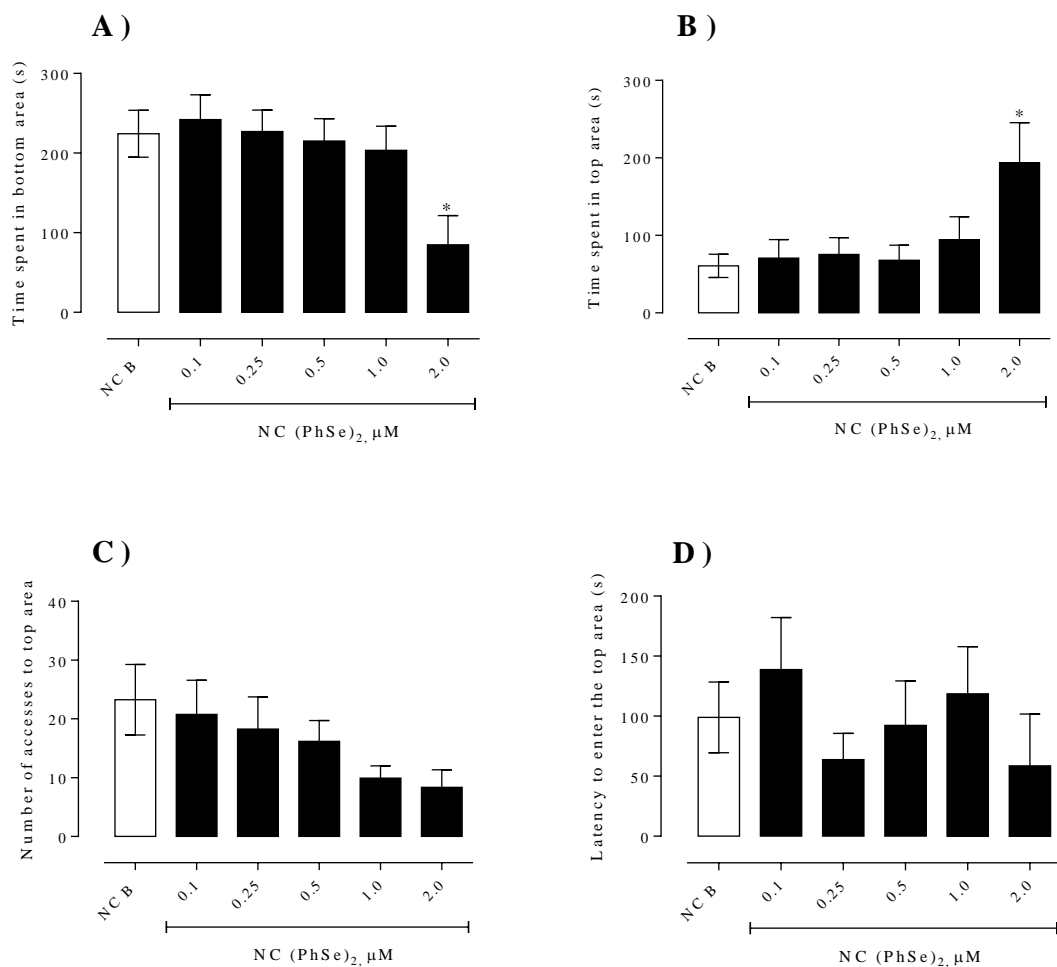 A )
Time spent in bottom area (s)
300
200
100
0
NC B
0.1
0.25
0.5
1.0
2.0
*
NC (PhSe)2, µM
B )
Time spent in top area (s)
300
200
100
0
NC B
0.1
0.25
0.5
1.0
2.0
*
NC (PhSe)2, µM
C )
Number of accesses to top area
40
30
20
10
0
NC B
0.1
0.25
0.5
1.0
2.0
NC (PhSe)2, µM
D )
Latency to enter the top area (s)
200
150
100
50
0
NC B
0.1
0.25
0.5
1.0
2.0
NC (PhSe)2, µM